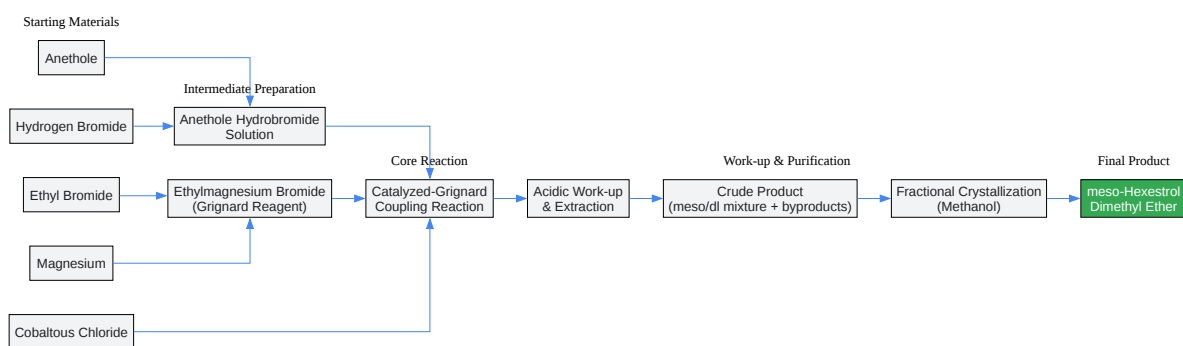 Starting Materials
Anethole
Intermediate Preparation
Hydrogen Bromide
Anethole Hydrobromide
Solution
Core Reaction
Work-up & Purification
Final Product
Ethyl Bromide
Ethylmagnesium Bromide
(Grignard Reagent)
Catalyzed-Grignard
Coupling Reaction
Acidic Work-up
& Extraction
Crude Product
(meso/dl mixture + byproducts)
Fractional Crystallization
(Methanol)
meso-Hexestrol
Dimethyl Ether
Magnesium
Cobaltous Chloride